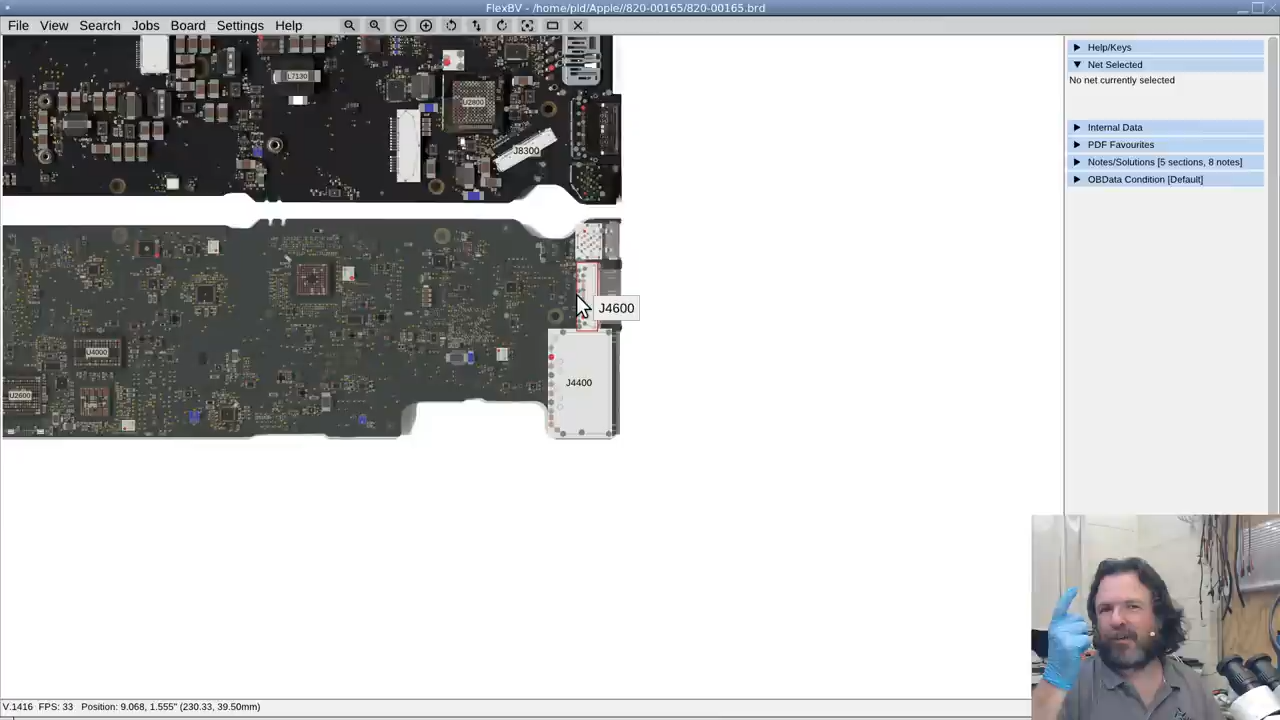 FlexBV - /home/pld/Apple//820-00165/820-00165.brd
File View Search Jobs Board Settings Help
Help/Keys
Net Selected
No net currently selected
Internal Data
PDF Favourites
Notes/Solutions [5 sections, 8 notes]
OBData Condition [Default]
L7130
U2800
J8300
J4600
U4000
J4400
U2600
V.1416 FPS: 33 Position: 9.068, 1.555" (230.33, 39.50mm)